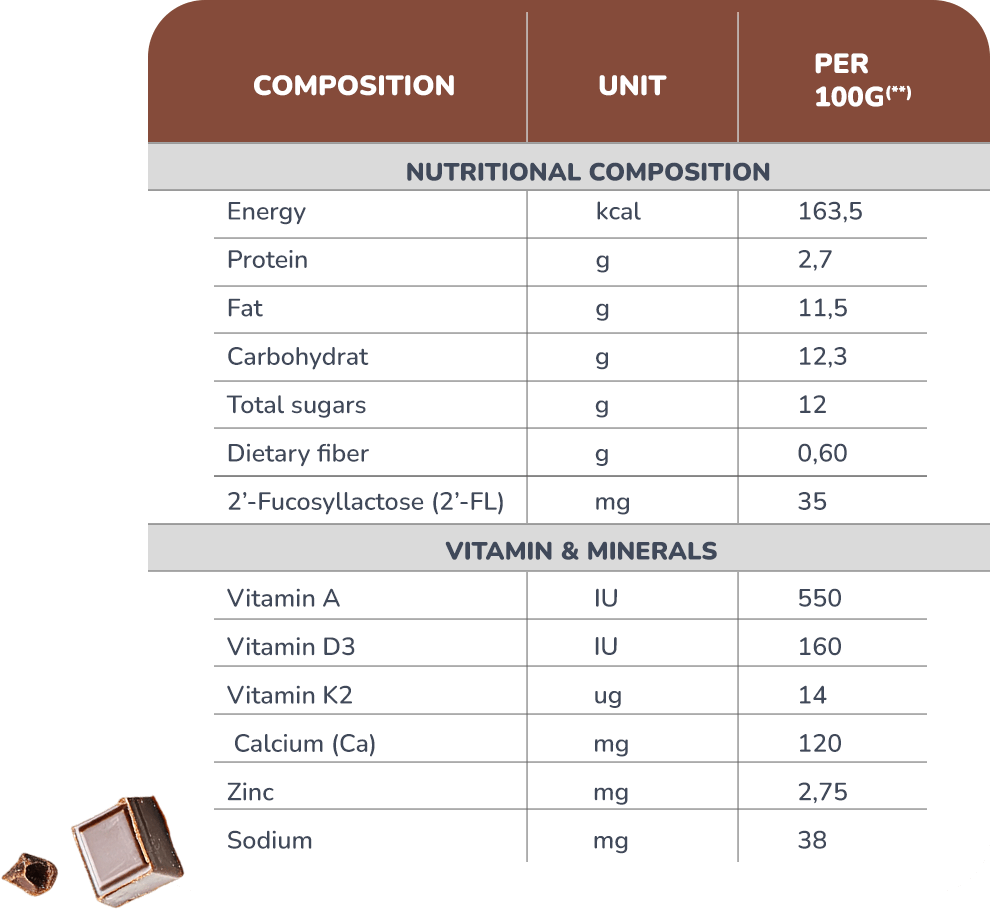 COMPOSITION UNIT PER
100G(**)
NUTRITIONAL COMPOSITION
Energy kcal 163,5
Protein g 2,7
Fat g 11,5
Carbohydrat g 12,3
Total sugars g 12
Dietary fiber g 0,60
2’-Fucosyllactose (2’-FL) mg 35
VITAMIN & MINERALS
Vitamin A IU 550
Vitamin D3 IU 160
Vitamin K2 ug 14
Calcium (Ca) mg 120
Zinc mg 2,75
Sodium mg 38